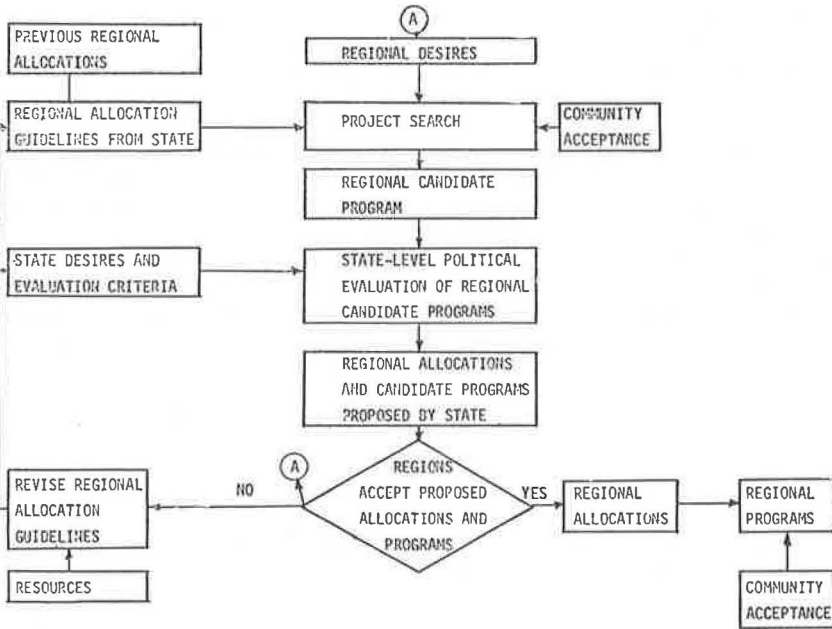 A
PREVIOUS REGIONAL
ALLOCATIONS
REGIONAL DESIRES
REGIONAL ALLOCATION
GUIDELINES FROM STATE
PROJECT SEARCH
COMMUNITY
ACCEPTANCE
REGIONAL CANDIDATE
PROGRAM
STATE DESIRES AND
EVALUATION CRITERIA
STATE-LEVEL POLITICAL
EVALUATION OF REGIONAL
CANDIDATE PROGRAMS
REGIONAL ALLOCATIONS
AND CANDIDATE PROGRAMS
PROPOSED BY STATE
A
REGIONS
ACCEPT PROPOSED
ALLOCATIONS AND
PROGRAMS
NO
YES
REVISE REGIONAL
ALLOCATION
GUIDELINES
RESOURCES
REGIONAL
ALLOCATIONS
REGIONAL
PROGRAMS
COMMUNITY
ACCEPTANCE